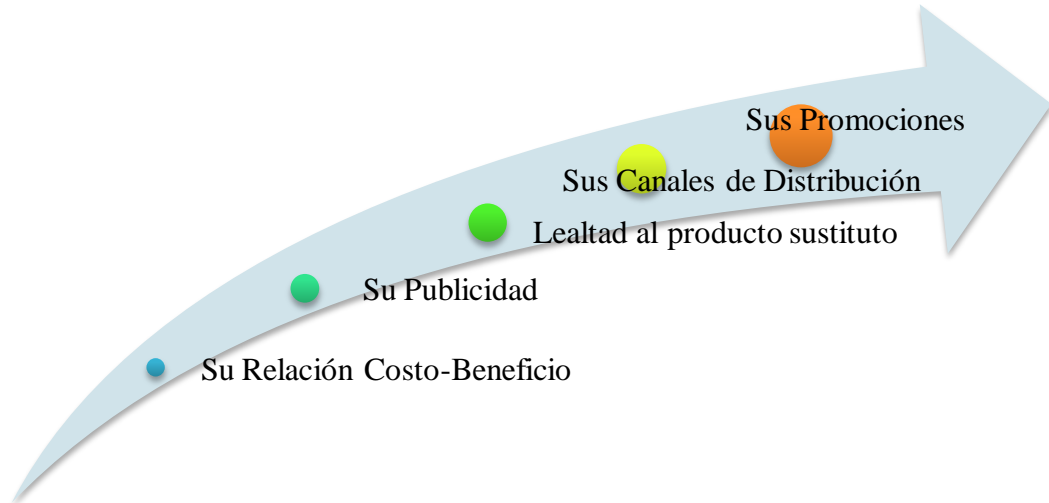 Sus Promociones
Sus Canales de Distribución
Lealtad al producto sustituto
Su Publicidad
Su Relación Costo-Beneficio